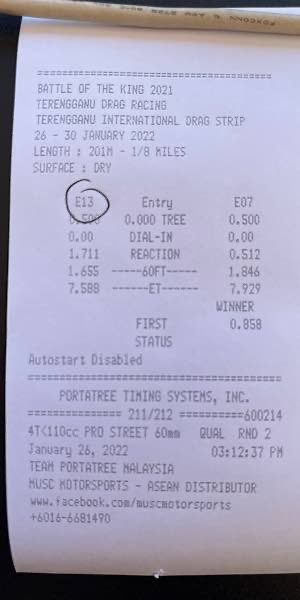 ============================================
BATTLE OF THE KING 2021
TERENGGANU DRAG RACING
TERENGGANU INTERNATIONAL DRAG STRIP
26 - 30 JANUARY 2022
LENGTH : 201M - 1/8 MILES
SURFACE : DRY
E13 Entry E07
0.500 0.000 TREE 0.500
0.00 DIAL-IN 0.00
1.711 REACTION 0.512
1.655 -----60FT----- 1.846
7.588 ------ET------ 7.929
WINNER
FIRST 0.858
STATUS
Autostart Disabled
============================================
PORTATREE TIMING SYSTEMS, INC.
============== 211/212 ==========600214
4T<110cc PRO STREET 60mm QUAL RND 2
January 26, 2022 03:12:37 PM
TEAM PORTATREE MALAYSIA
MUSC MOTORSPORTS - ASEAN DISTRIBUTOR
www.facebook.com/muscmotorsports
+6016-6681490